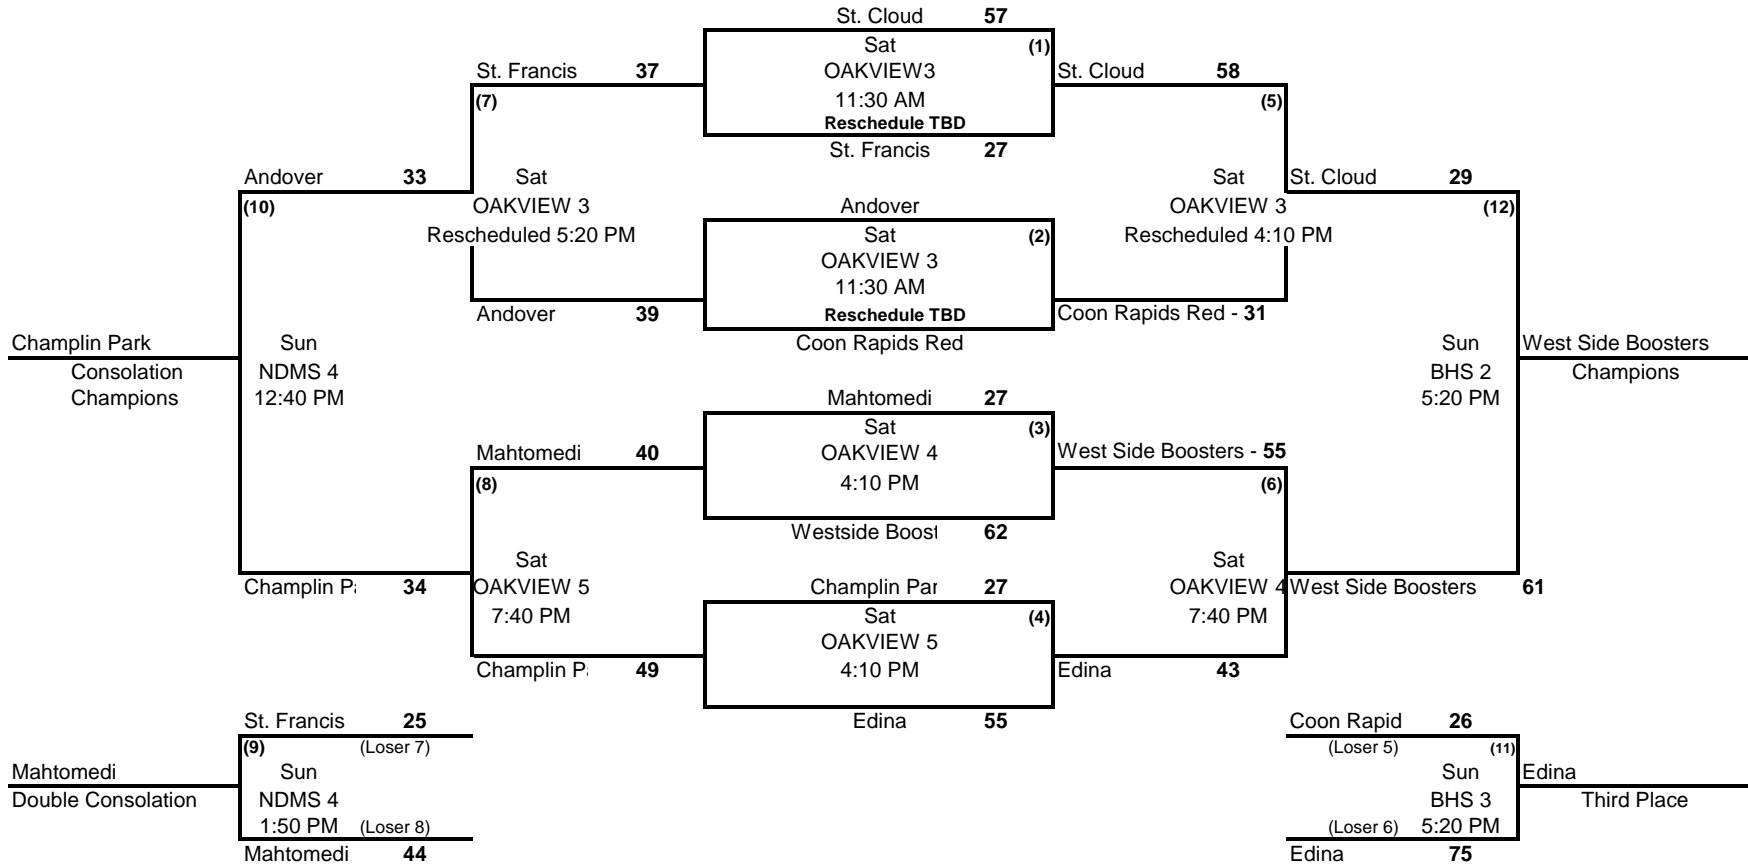 St. Cloud 57
Sat (1)
St. Francis 37 OAKVIEW3 St. Cloud 58
(7) 11:30 AM (5)
Reschedule TBD
St. Francis 27
Andover 33 Sat Sat St. Cloud 29
(10) OAKVIEW 3 Andover OAKVIEW 3 (12)
Rescheduled 5:20 PM Sat (2) Rescheduled 4:10 PM
OAKVIEW 3
11:30 AM
Andover 39 Reschedule TBD Coon Rapids Red - 31
Champlin Park Sun Coon Rapids Red Sun West Side Boosters
Consolation NDMS 4 BHS 2 Champions
Champions 12:40 PM Mahtomedi 27 5:20 PM
Sat (3)
Mahtomedi 40 OAKVIEW 4 West Side Boosters - 55
(8) 4:10 PM (6)
Westside Boost 62
Sat Sat
Champlin Pa 34 OAKVIEW 5 Champlin Par 27 OAKVIEW 4 West Side Boosters 61
7:40 PM Sat (4) 7:40 PM
OAKVIEW 5
Champlin P 49 4:10 PM Edina 43
St. Francis 25 Edina 55 Coon Rapid 26
(9) (Loser 7) (Loser 5) (11)
Mahtomedi Sun Sun Edina
Double Consolation NDMS 4 BHS 3 Third Place
1:50 PM (Loser 8) (Loser 6) 5:20 PM
Mahtomedi 44 Edina 75